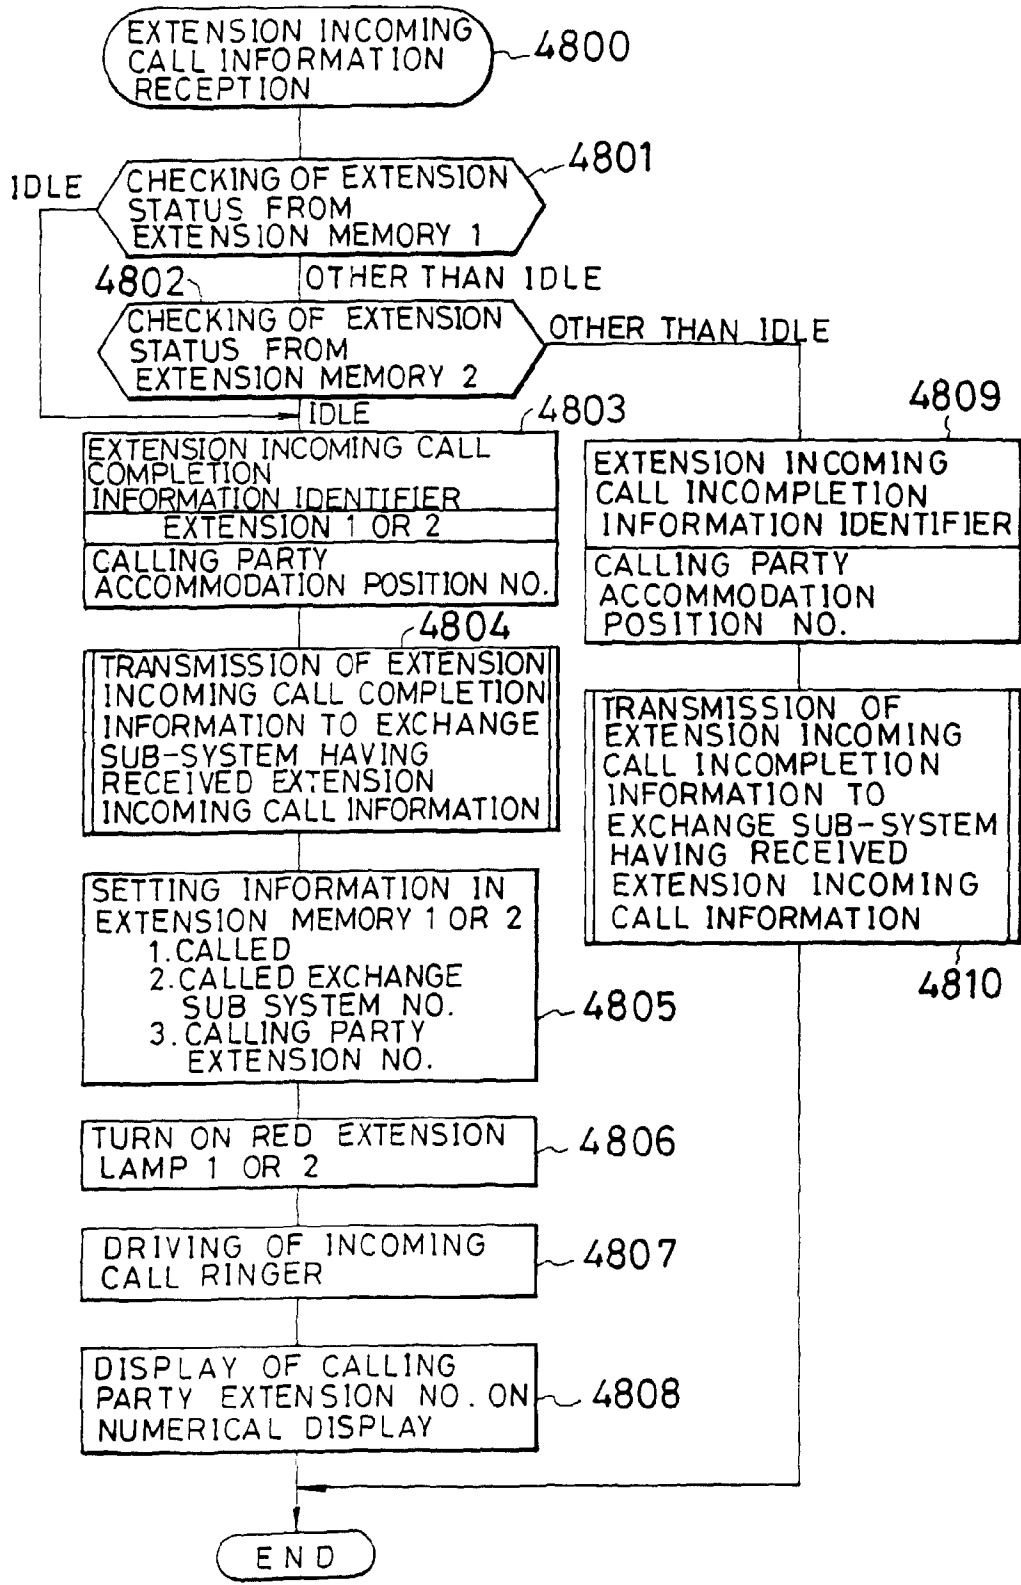 EXTENSION INCOMING
CALL INFORMATION
RECEPTION
4800
4801
IDLE
CHECKING OF EXTENSION
STATUS FROM
EXTENSION MEMORY 1
OTHER THAN IDLE
4802
CHECKING OF EXTENSION
STATUS FROM
EXTENSION MEMORY 2
OTHER THAN IDLE
IDLE
4803
EXTENSION INCOMING CALL
COMPLETION
INFORMATION IDENTIFIER
EXTENSION 1 OR 2
CALLING PARTY
ACCOMMODATION POSITION NO.
4804
TRANSMISSION OF EXTENSION
INCOMING CALL COMPLETION
INFORMATION TO EXCHANGE
SUB-SYSTEM HAVING
RECEIVED EXTENSION
INCOMING CALL INFORMATION
SETTING INFORMATION IN
EXTENSION MEMORY 1 OR 2
1. CALLED
2. CALLED EXCHANGE
SUB SYSTEM NO.
3. CALLING PARTY
EXTENSION NO.
4805
TURN ON RED EXTENSION
LAMP 1 OR 2
4806
DRIVING OF INCOMING
CALL RINGER
4807
DISPLAY OF CALLING
PARTY EXTENSION NO. ON
NUMERICAL DISPLAY
4808
4809
EXTENSION INCOMING
CALL INCOMPLETION
INFORMATION IDENTIFIER
CALLING PARTY
ACCOMMODATION
POSITION NO.
TRANSMISSION OF
EXTENSION INCOMING
CALL INCOMPLETION
INFORMATION TO
EXCHANGE SUB-SYSTEM
HAVING RECEIVED
EXTENSION INCOMING
CALL INFORMATION
4810
END